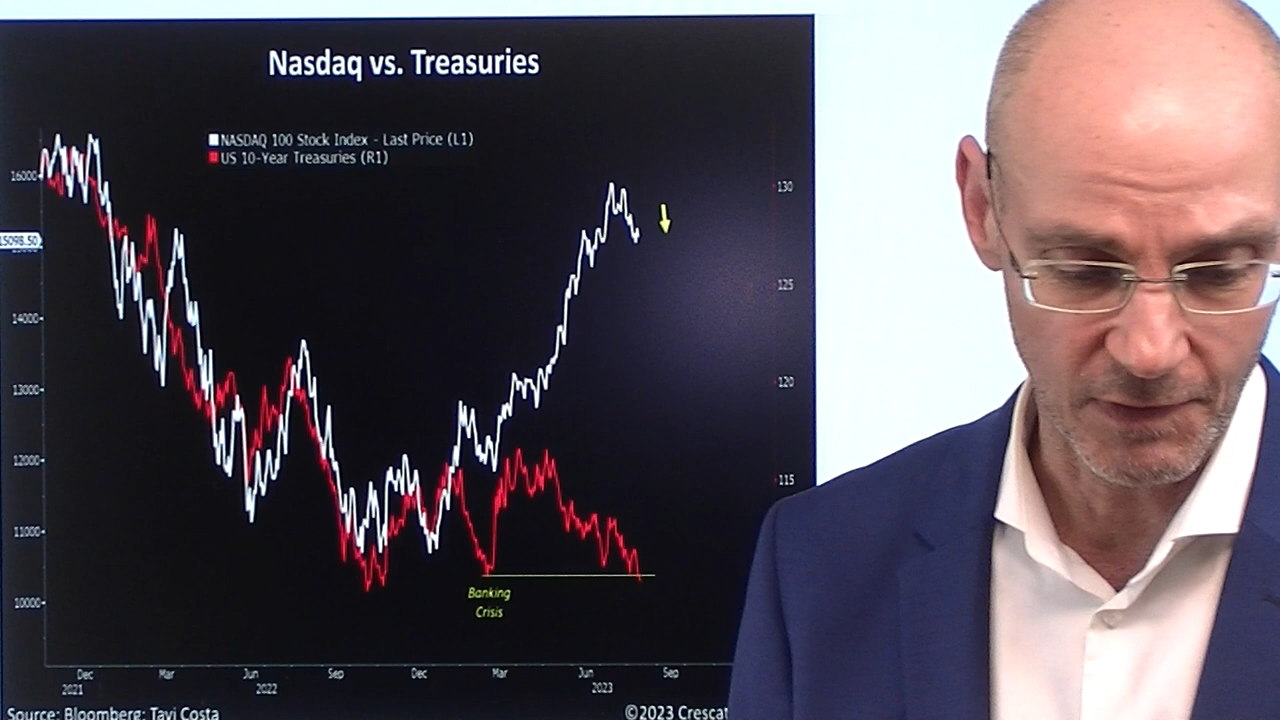 Nasdaq vs. Treasuries
NASDAQ 100 Stock Index - Last Price (L1)
US 10-Year Treasuries (R1)
16000
15098.50
14000
13000
12000
11000
10000
130
125
120
115
Banking
Crisis
Dec Mar Jun Sep Dec Mar Jun Sep
2021 2022 2023
Source: Bloomberg; Tavi Costa
©2023 Crescat